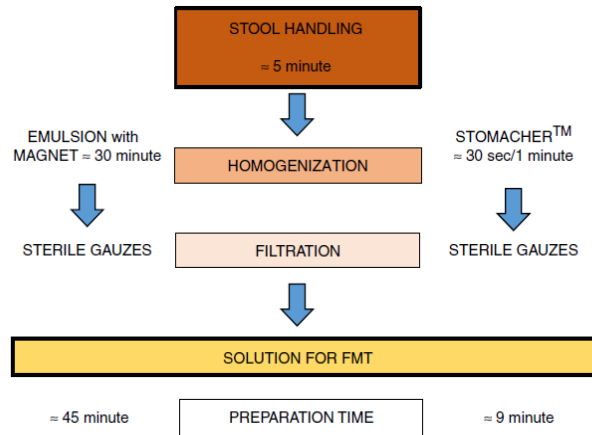 STOOL HANDLING
≈ 5 minute
EMULSION with
MAGNET ≈ 30 minute
HOMOGENIZATION
STOMACHER™
≈ 30 sec/1 minute
STERILE GAUZES
FILTRATION
STERILE GAUZES
SOLUTION FOR FMT
≈ 45 minute
PREPARATION TIME
≈ 9 minute